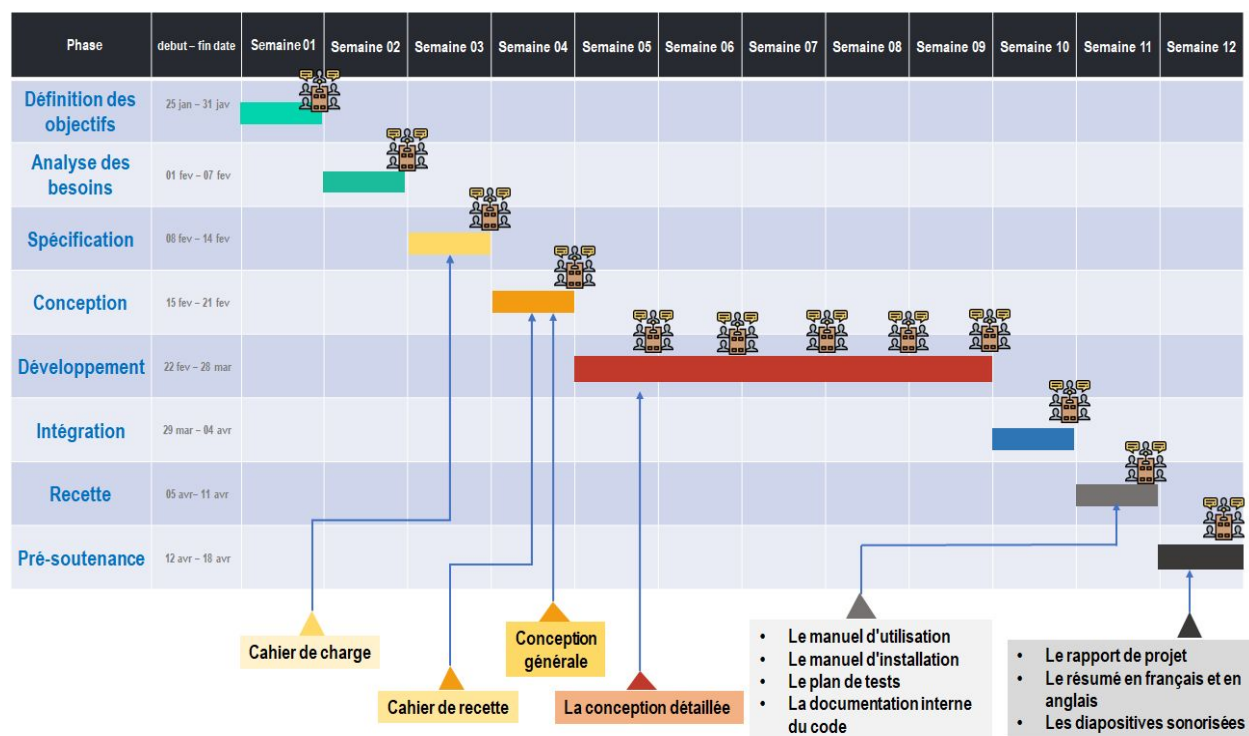 Phase debut – fin date Semaine 01 Semaine 02 Semaine 03 Semaine 04 Semaine 05 Semaine 06 Semaine 07 Semaine 08 Semaine 09 Semaine 10 Semaine 11 Semaine 12
Définition des
objectifs
25 jan – 31 jav
Analyse des
besoins
01 fev – 07 fev
Spécification
08 fev – 14 fev
Conception
15 fev – 21 fev
Développement
22 fev – 28 mar
Intégration
29 mar – 04 avr
Recette
05 avr– 11 avr
Pré-soutenance
12 avr – 18 avr
Cahier de charge
Cahier de recette
Conception
générale
La conception détaillée
• Le manuel d'utilisation
• Le manuel d'installation
• Le plan de tests
• La documentation interne
du code
• Le rapport de projet
• Le résumé en français et en
anglais
• Les diapositives sonorisées